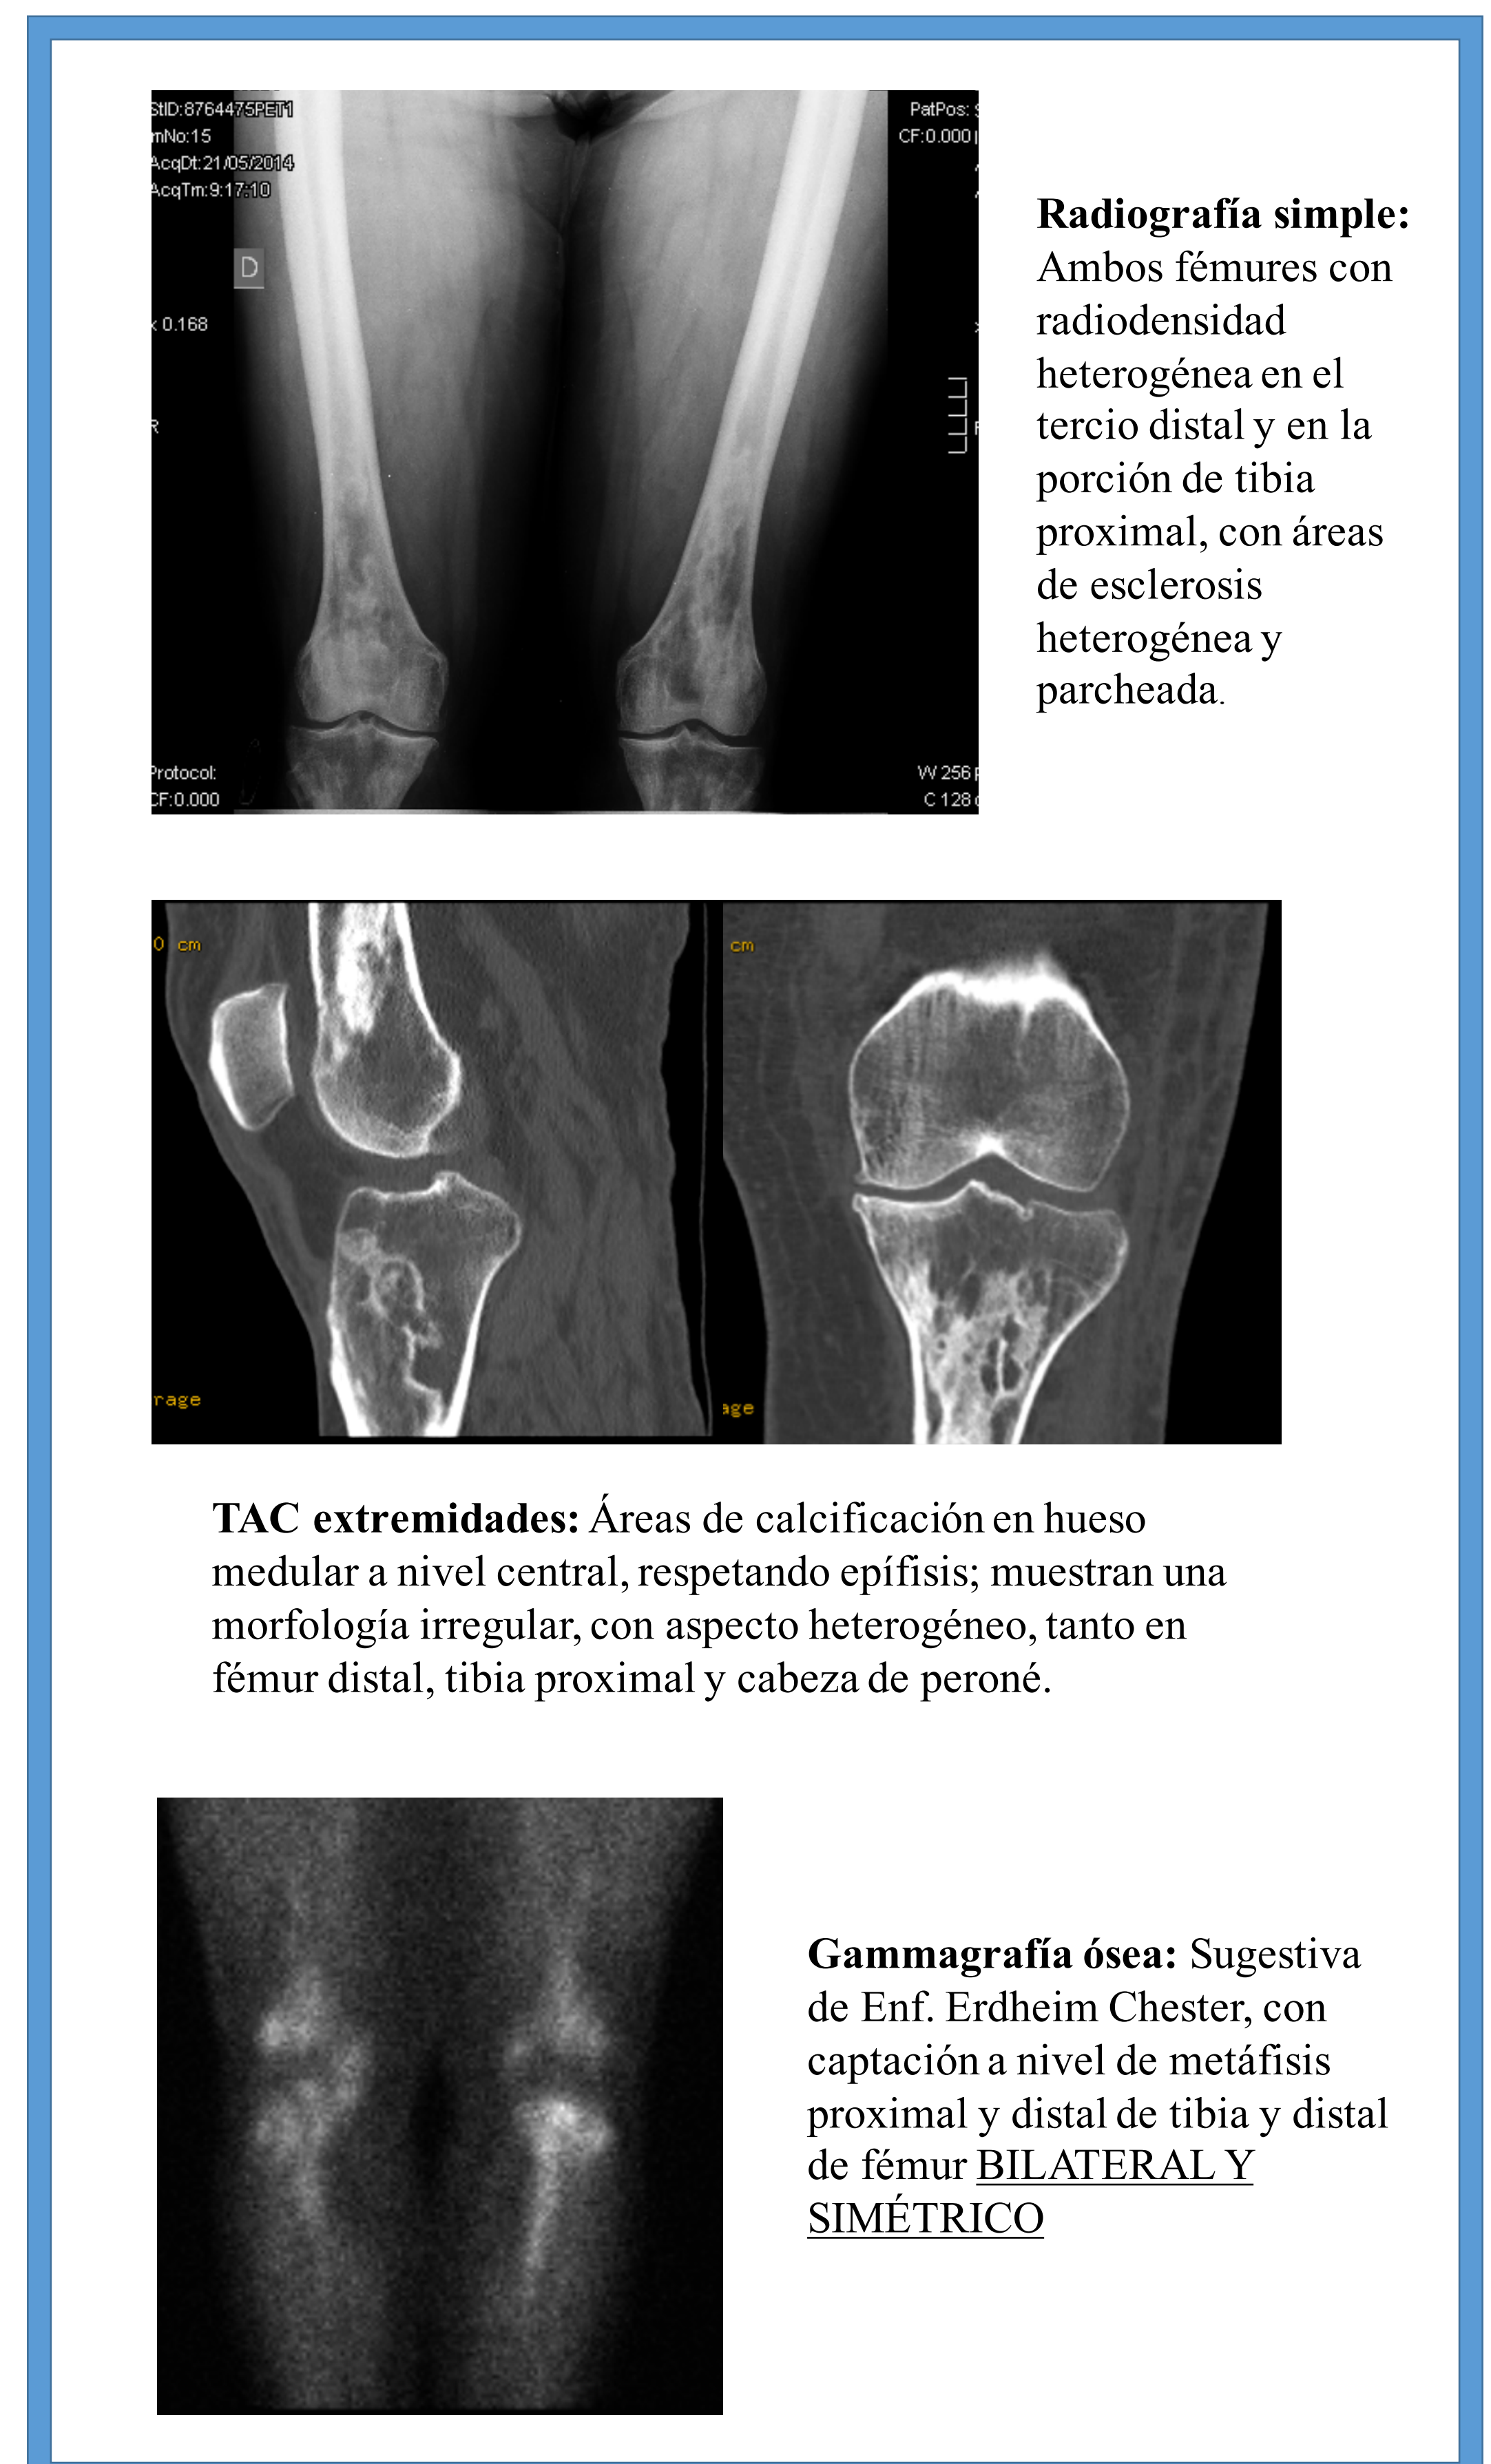 StID:8764475PET1
mNo:15
AcqDt:21/05/2014
AcqTm:9:17:10
PatPos:
CF:0.000
D
x 0.168
R
Protocol:
CF:0.000
W 256
C 128
Radiografía simple:
Ambos fémures con
radiodensidad
heterogénea en el
tercio distal y en la
porción de tibia
proximal, con áreas
de esclerosis
heterogénea y
parcheada.
0 cm
rage
cm
age
TAC extremidades: Áreas de calcificación en hueso
medular a nivel central, respetando epífisis; muestran una
morfología irregular, con aspecto heterogéneo, tanto en
fémur distal, tibia proximal y cabeza de peroné.
Gammagrafía ósea: Sugestiva
de Enf. Erdheim Chester, con
captación a nivel de metáfisis
proximal y distal de tibia y distal
de fémur BILATERAL Y
SIMÉTRICO